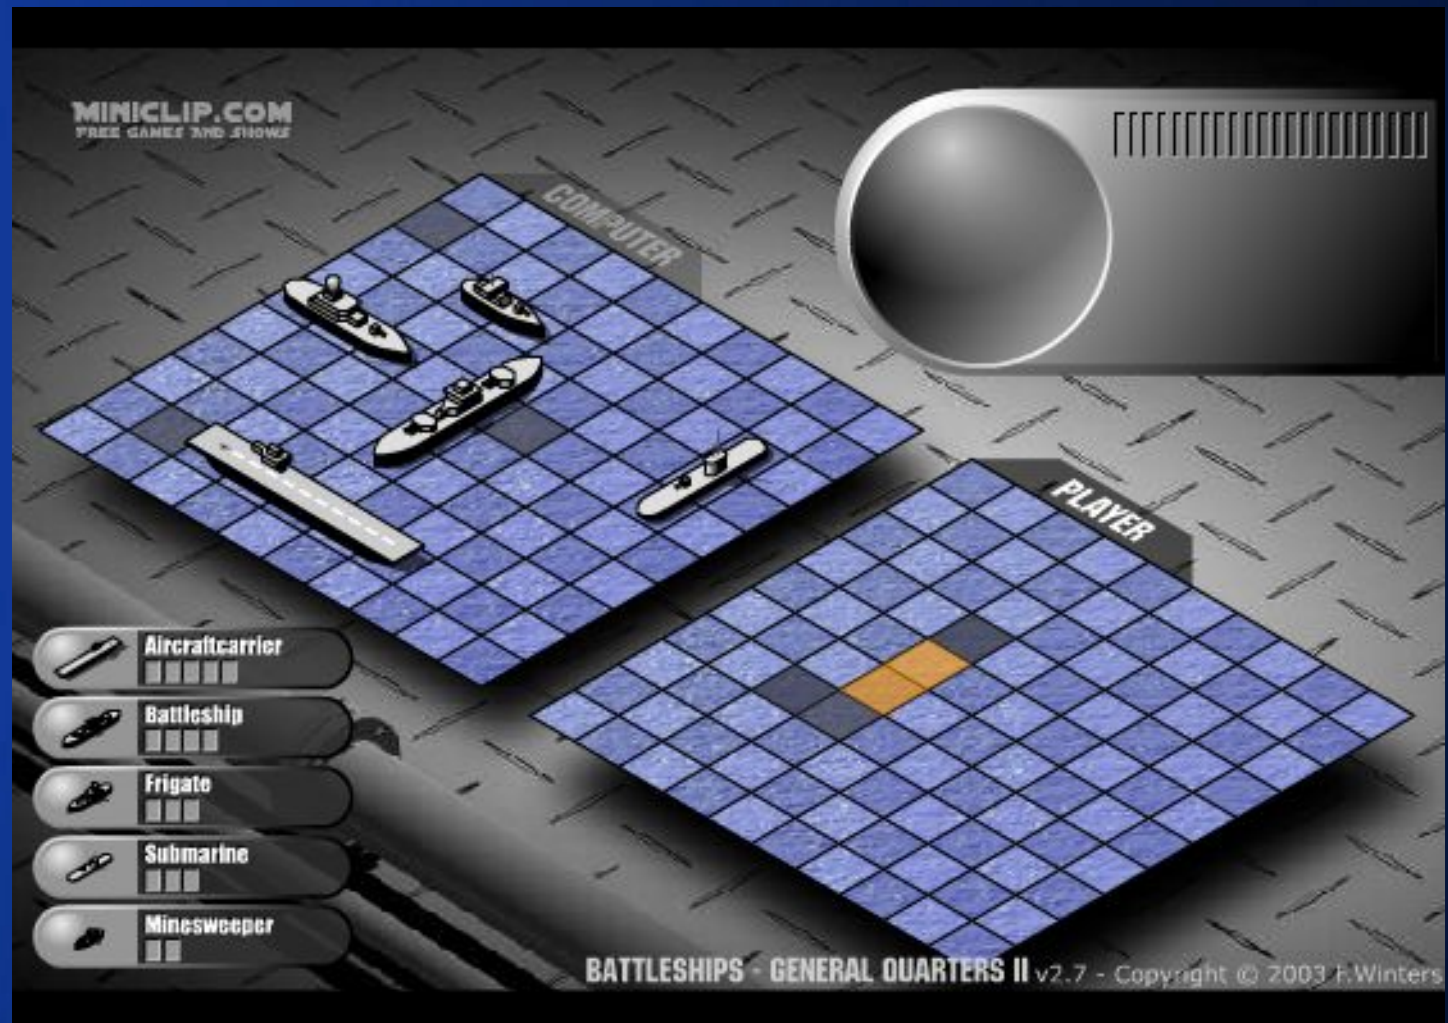 MINICLIP.COM
FREE GAMES AND SHOWS
COMPUTER
PLAYER
Aircraftcarrier
Battleship
Frigate
Submarine
Minesweeper
BATTLESHIPS - GENERAL QUARTERS II v2.7 - Copyright © 2003 F.Winters